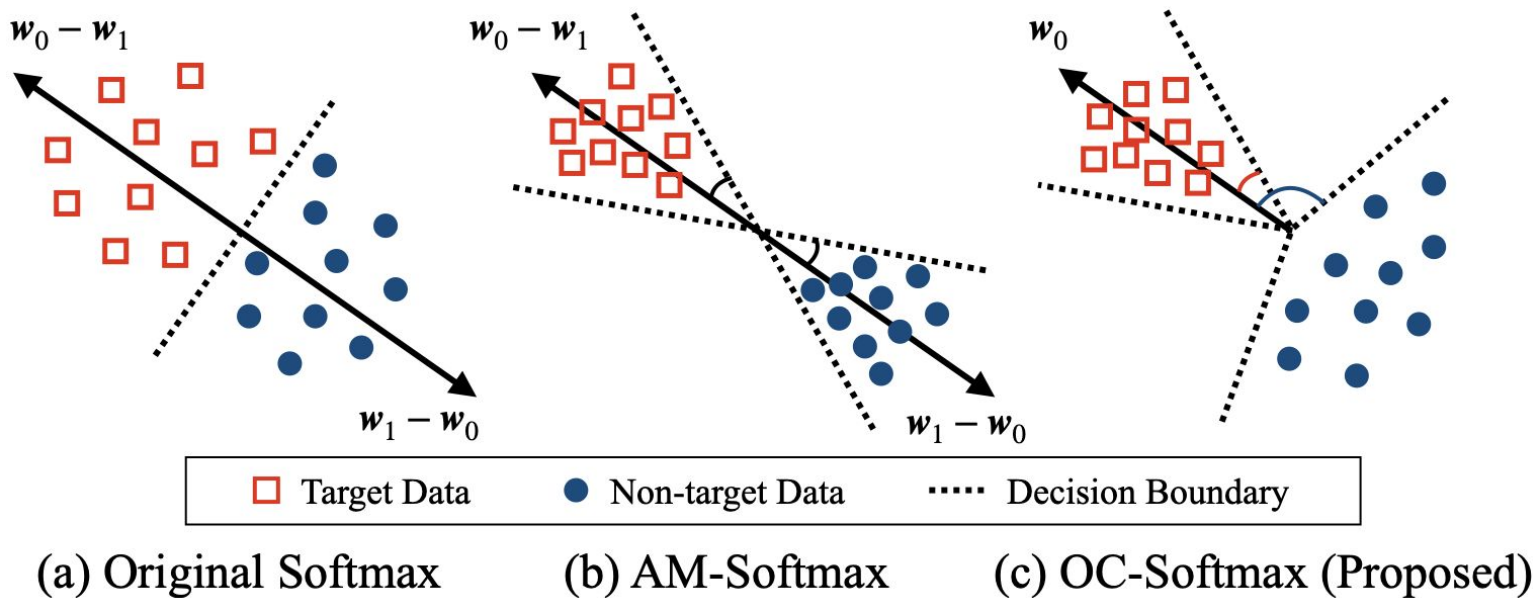 w₀ − w₁
w₀ − w₁
w₀
w₁ − w₀
w₁ − w₀
Target Data
Non-target Data
Decision Boundary
(a) Original Softmax
(b) AM-Softmax
(c) OC-Softmax (Proposed)